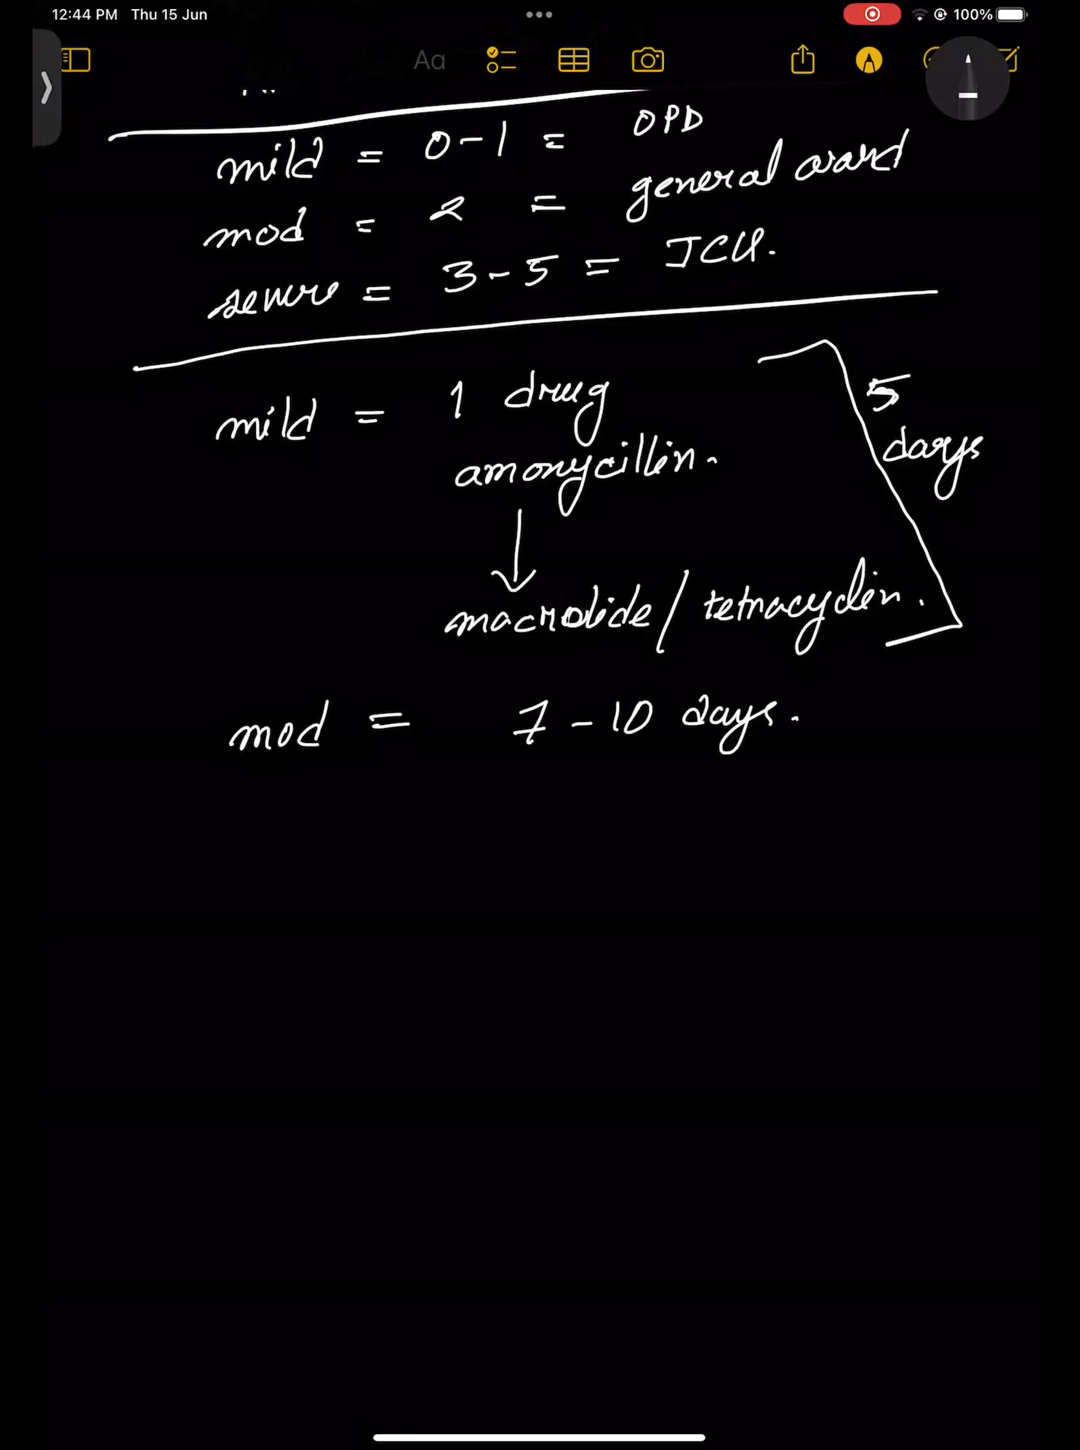 12:44 PM Thu 15 Jun
100%
Aa
mild = 0-1 = OPD
mod = 2 = general ward
severe = 3-5 = ICU.
mild = 1 drug
amoxycillin.
5
days
macrolide/ tetracyclin.
mod = 7-10 days.